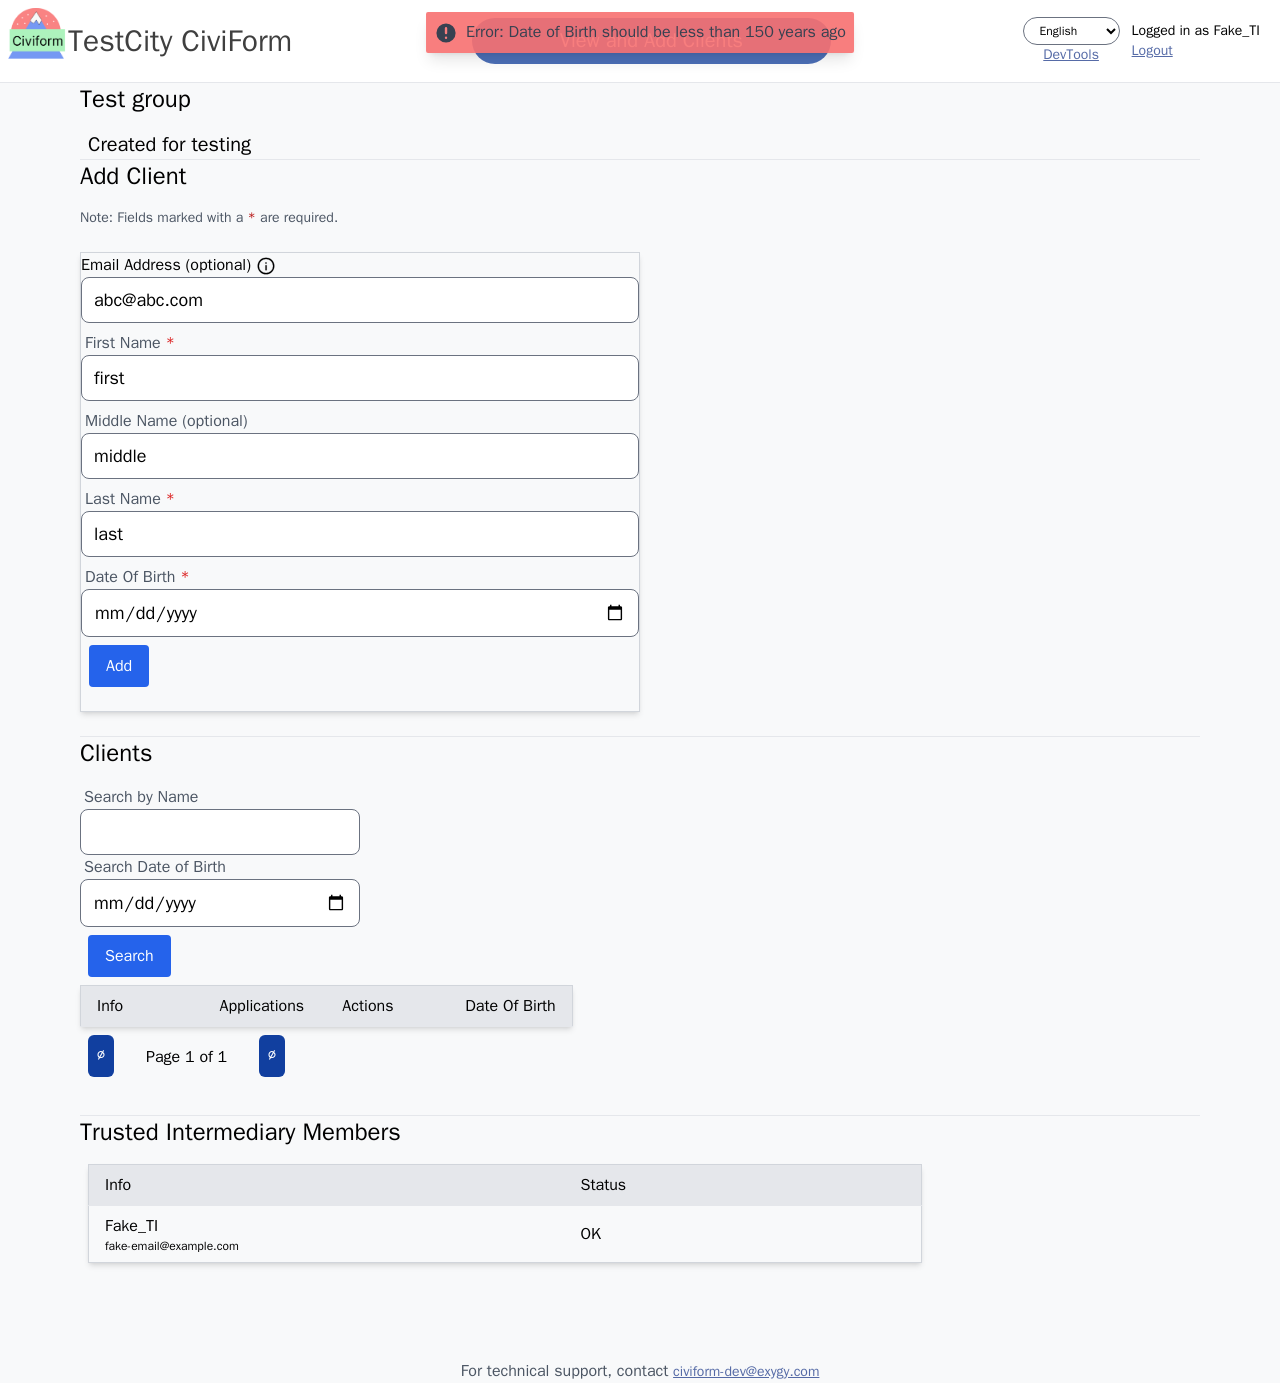 Civiform
TestCity CiviForm
Error: Date of Birth should be less than 150 years ago
View and Add Clients
English
DevTools
Logged in as Fake_TI
Logout
Test group
Created for testing
Add Client
Note: Fields marked with a * are required.
Email Address (optional)
abc@abc.com
First Name *
first
Middle Name (optional)
middle
Last Name *
last
Date Of Birth *
mm/dd/yyyy
Add
Clients
Search by Name
Search Date of Birth
mm/dd/yyyy
Search
Info Applications Actions Date Of Birth
∅ Page 1 of 1 ∅
Trusted Intermediary Members
Info Status
Fake_TI
fake-email@example.com
OK
For technical support, contact civiform-dev@exygy.com